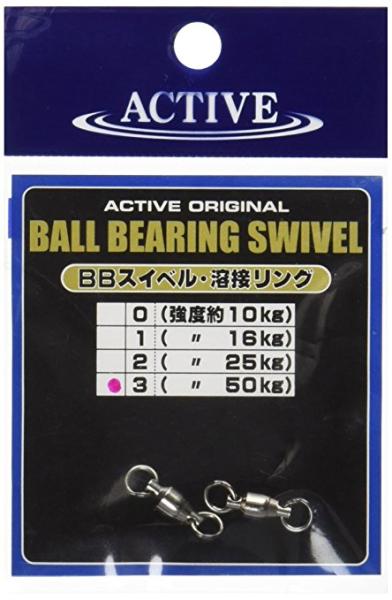 ACTIVE
ACTIVE ORIGINAL
BALL BEARING SWIVEL
BBスイベル・溶接リング
0 (強度約10kg)
1 ( 〃 16kg)
2 ( 〃 25kg)
3 ( 〃 50kg)